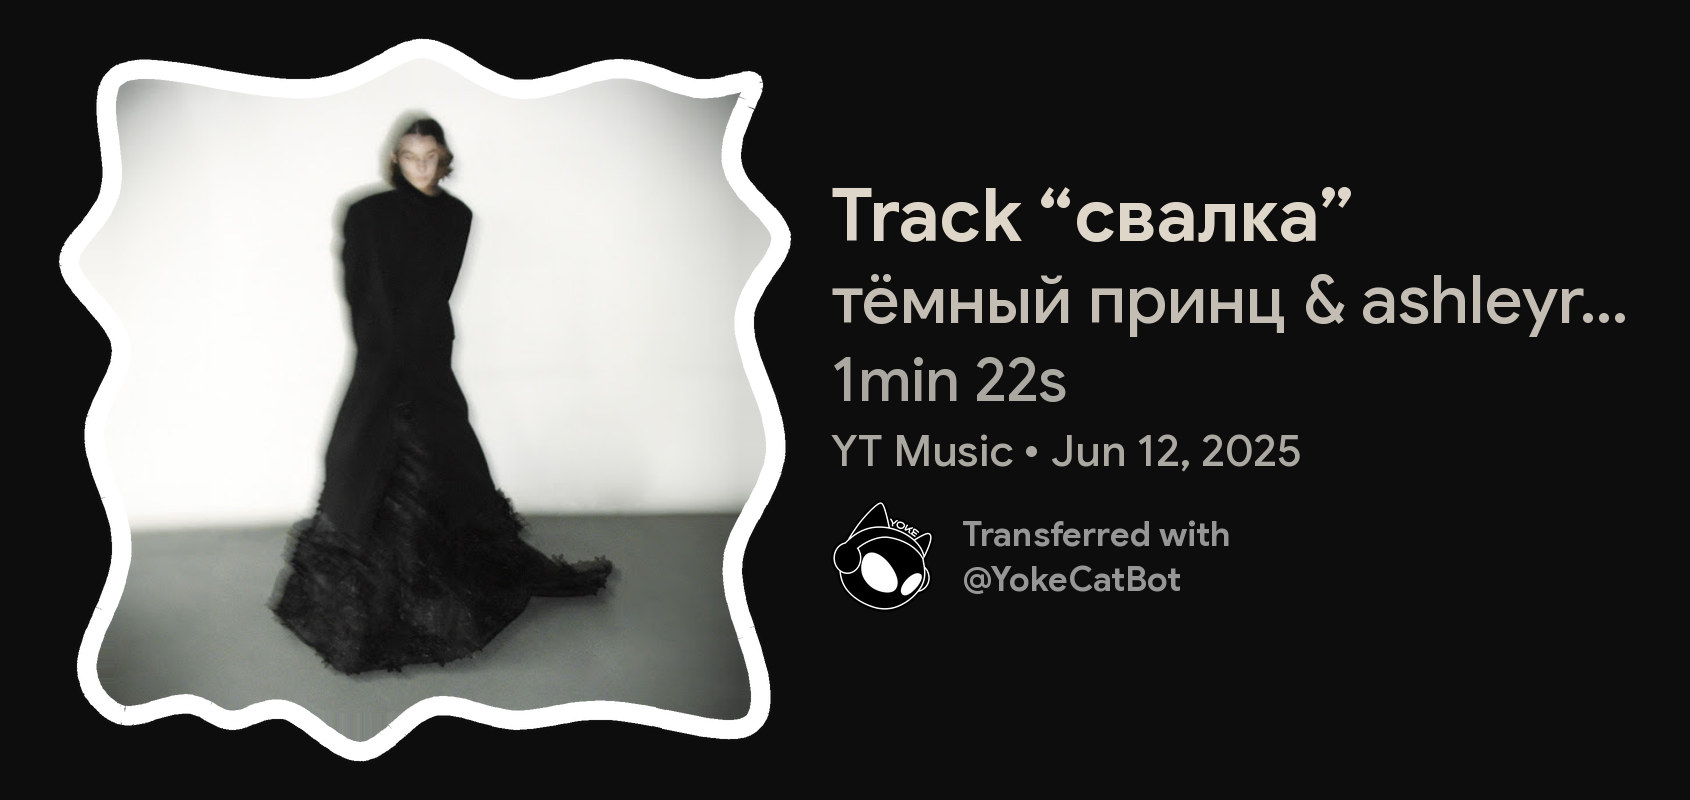 Track “свалка”
тёмный принц & ashleyr...
1min 22s
YT Music • Jun 12, 2025
YOKE
Transferred with
@YokeCatBot